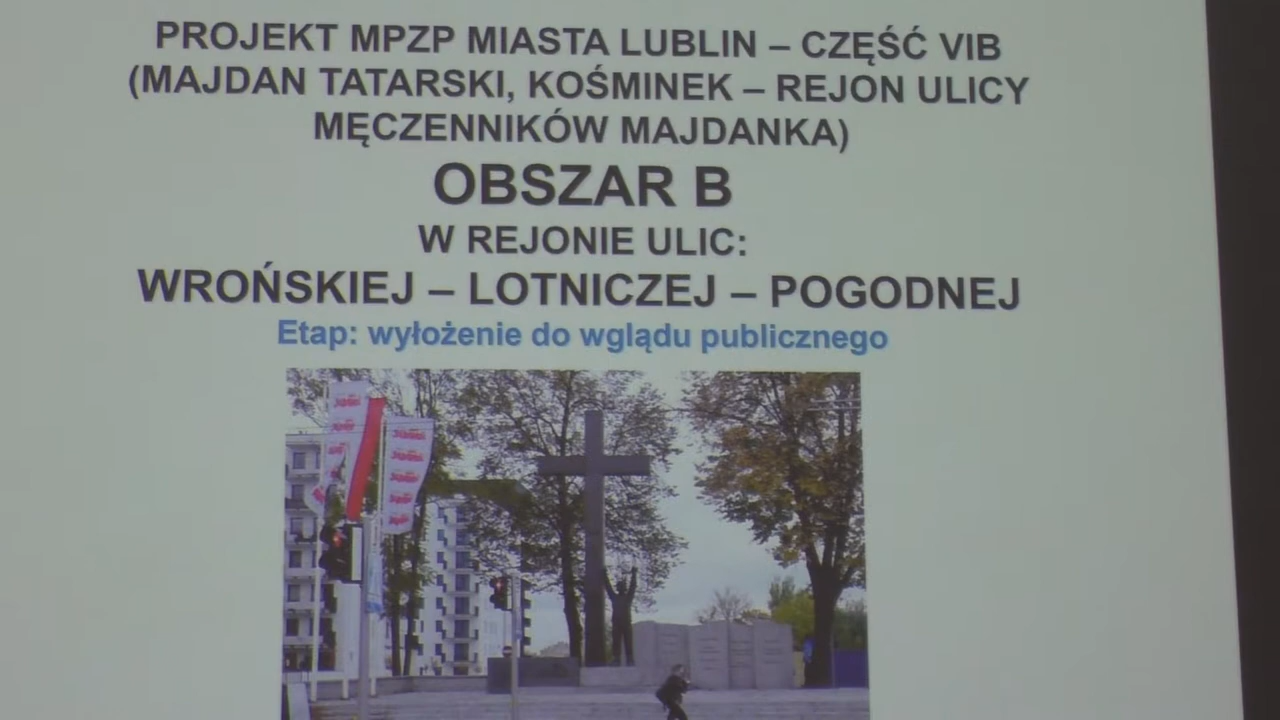 PROJEKT MPZP MIASTA LUBLIN – CZĘŚĆ VIB
(MAJDAN TATARSKI, KOŚMINEK – REJON ULICY
MĘCZENNIKÓW MAJDANKA)
OBSZAR B
W REJONIE ULIC:
WROŃSKIEJ – LOTNICZEJ – POGODNEJ
Etap: wyłożenie do wglądu publicznego